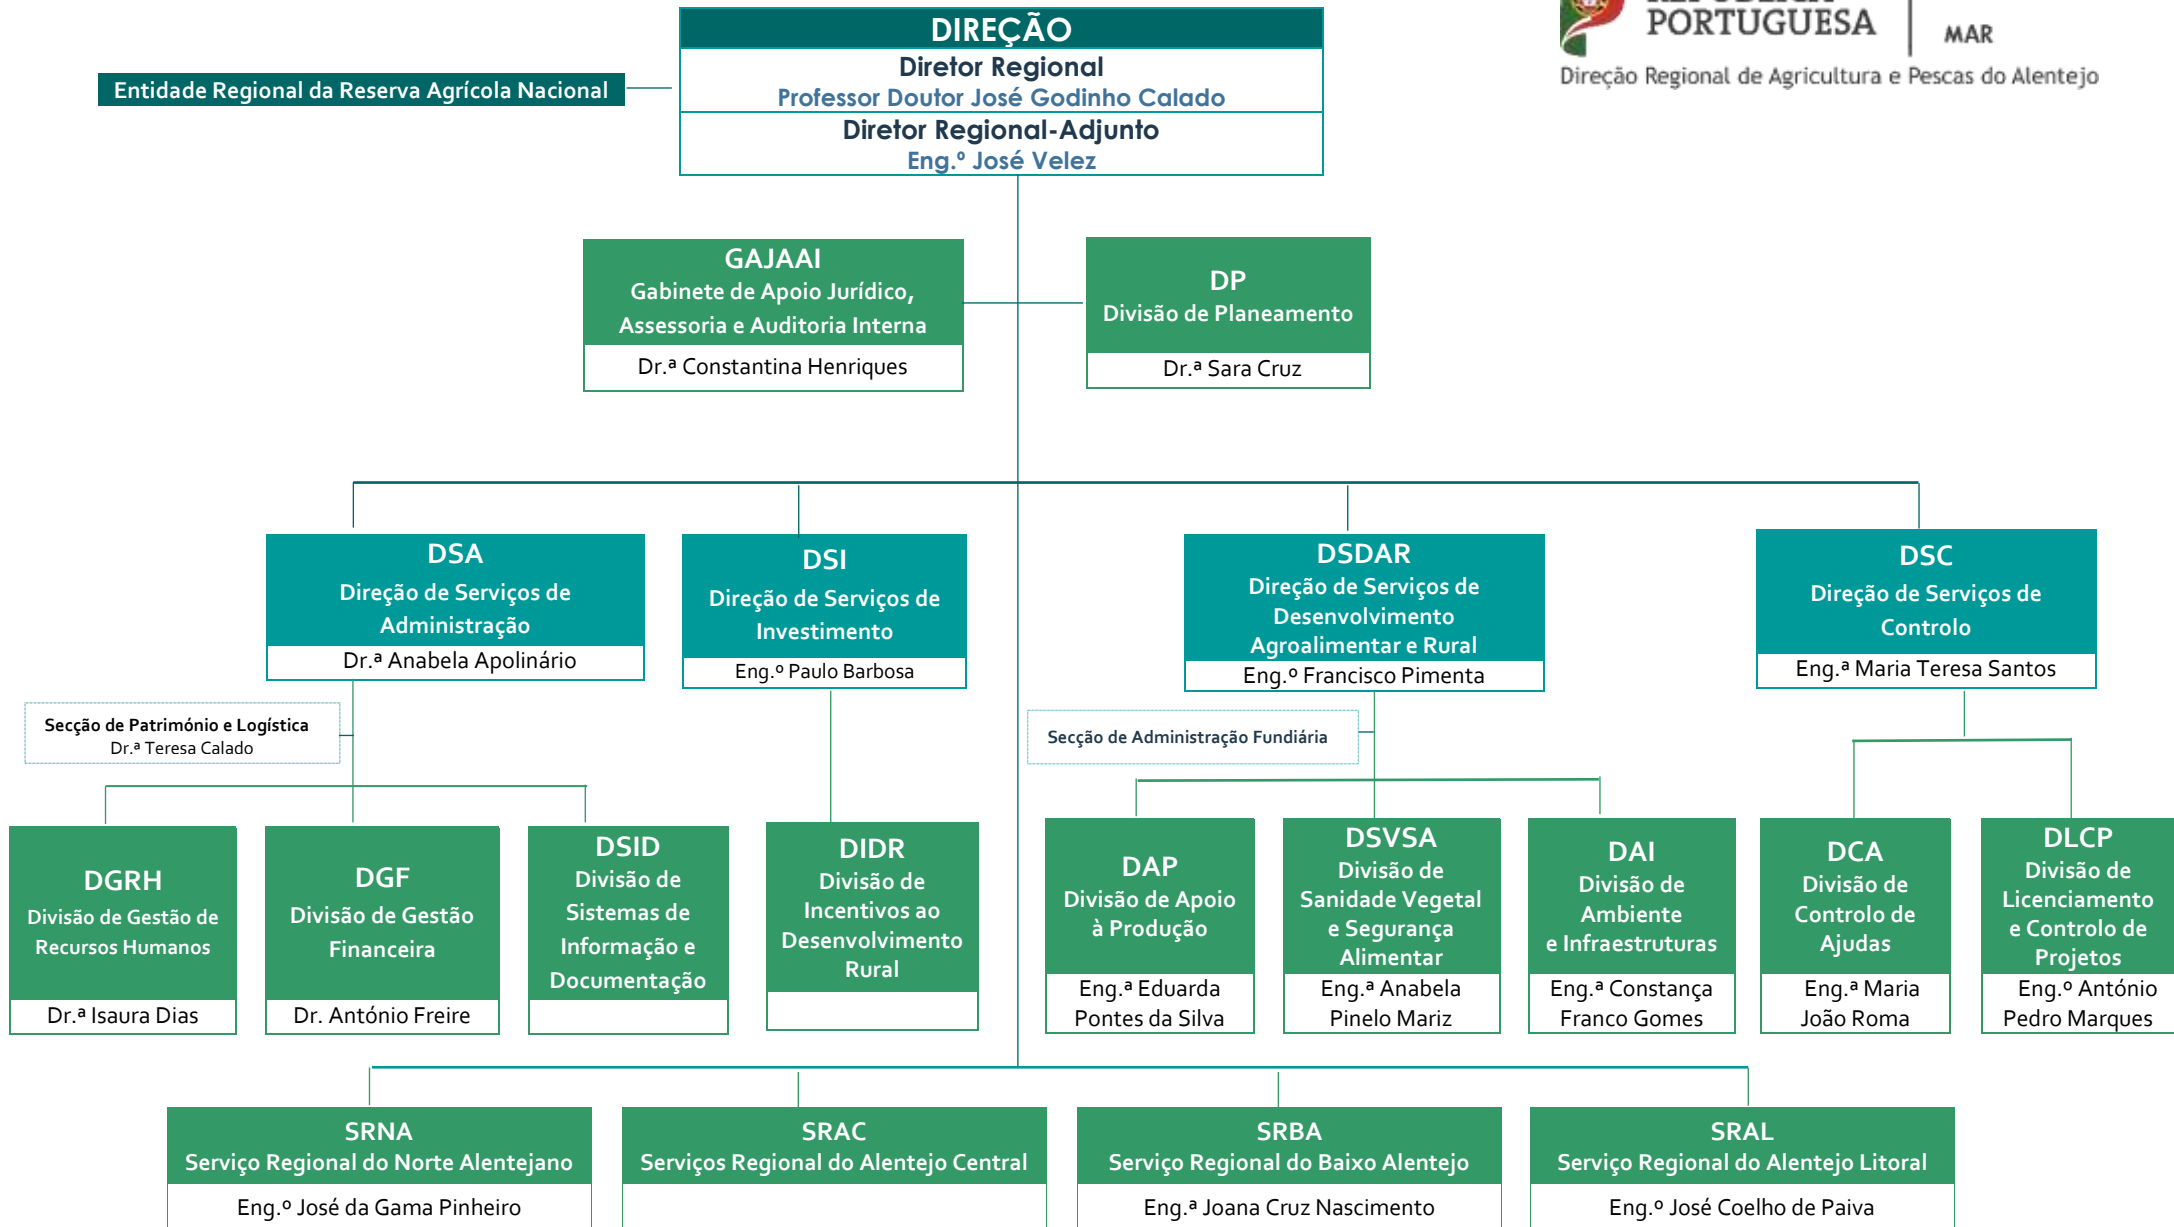 PORTUGUESA
MAR
Direção Regional de Agricultura e Pescas do Alentejo
DIREÇÃO
Diretor Regional
Professor Doutor José Godinho Calado
Diretor Regional-Adjunto
Eng.º José Velez
Entidade Regional da Reserva Agrícola Nacional
GAJAAI
Gabinete de Apoio Jurídico,
Assessoria e Auditoria Interna
Dr.ª Constantina Henriques
DP
Divisão de Planeamento
Dr.ª Sara Cruz
DSA
Direção de Serviços de
Administração
Dr.ª Anabela Apolinário
DSI
Direção de Serviços de
Investimento
Eng.º Paulo Barbosa
DSDAR
Direção de Serviços de
Desenvolvimento
Agroalimentar e Rural
Eng.º Francisco Pimenta
DSC
Direção de Serviços de
Controlo
Eng.ª Maria Teresa Santos
Secção de Património e Logística
Dr.ª Teresa Calado
Secção de Administração Fundiária
DGRH
Divisão de Gestão de
Recursos Humanos
Dr.ª Isaura Dias
DGF
Divisão de Gestão
Financeira
Dr. António Freire
DSID
Divisão de
Sistemas de
Informação e
Documentação
DIDR
Divisão de
Incentivos ao
Desenvolvimento
Rural
DAP
Divisão de Apoio
à Produção
Eng.ª Eduarda
Pontes da Silva
DSVSA
Divisão de
Sanidade Vegetal
e Segurança
Alimentar
Eng.ª Anabela
Pinelo Mariz
DAI
Divisão de
Ambiente
e Infraestruturas
Eng.ª Constança
Franco Gomes
DCA
Divisão de
Controlo de
Ajudas
Eng.ª Maria
João Roma
DLCP
Divisão de
Licenciamento
e Controlo de
Projetos
Eng.º António
Pedro Marques
SRNA
Serviço Regional do Norte Alentejano
Eng.º José da Gama Pinheiro
SRAC
Serviços Regional do Alentejo Central
SRBA
Serviço Regional do Baixo Alentejo
Eng.ª Joana Cruz Nascimento
SRAL
Serviço Regional do Alentejo Litoral
Eng.º José Coelho de Paiva